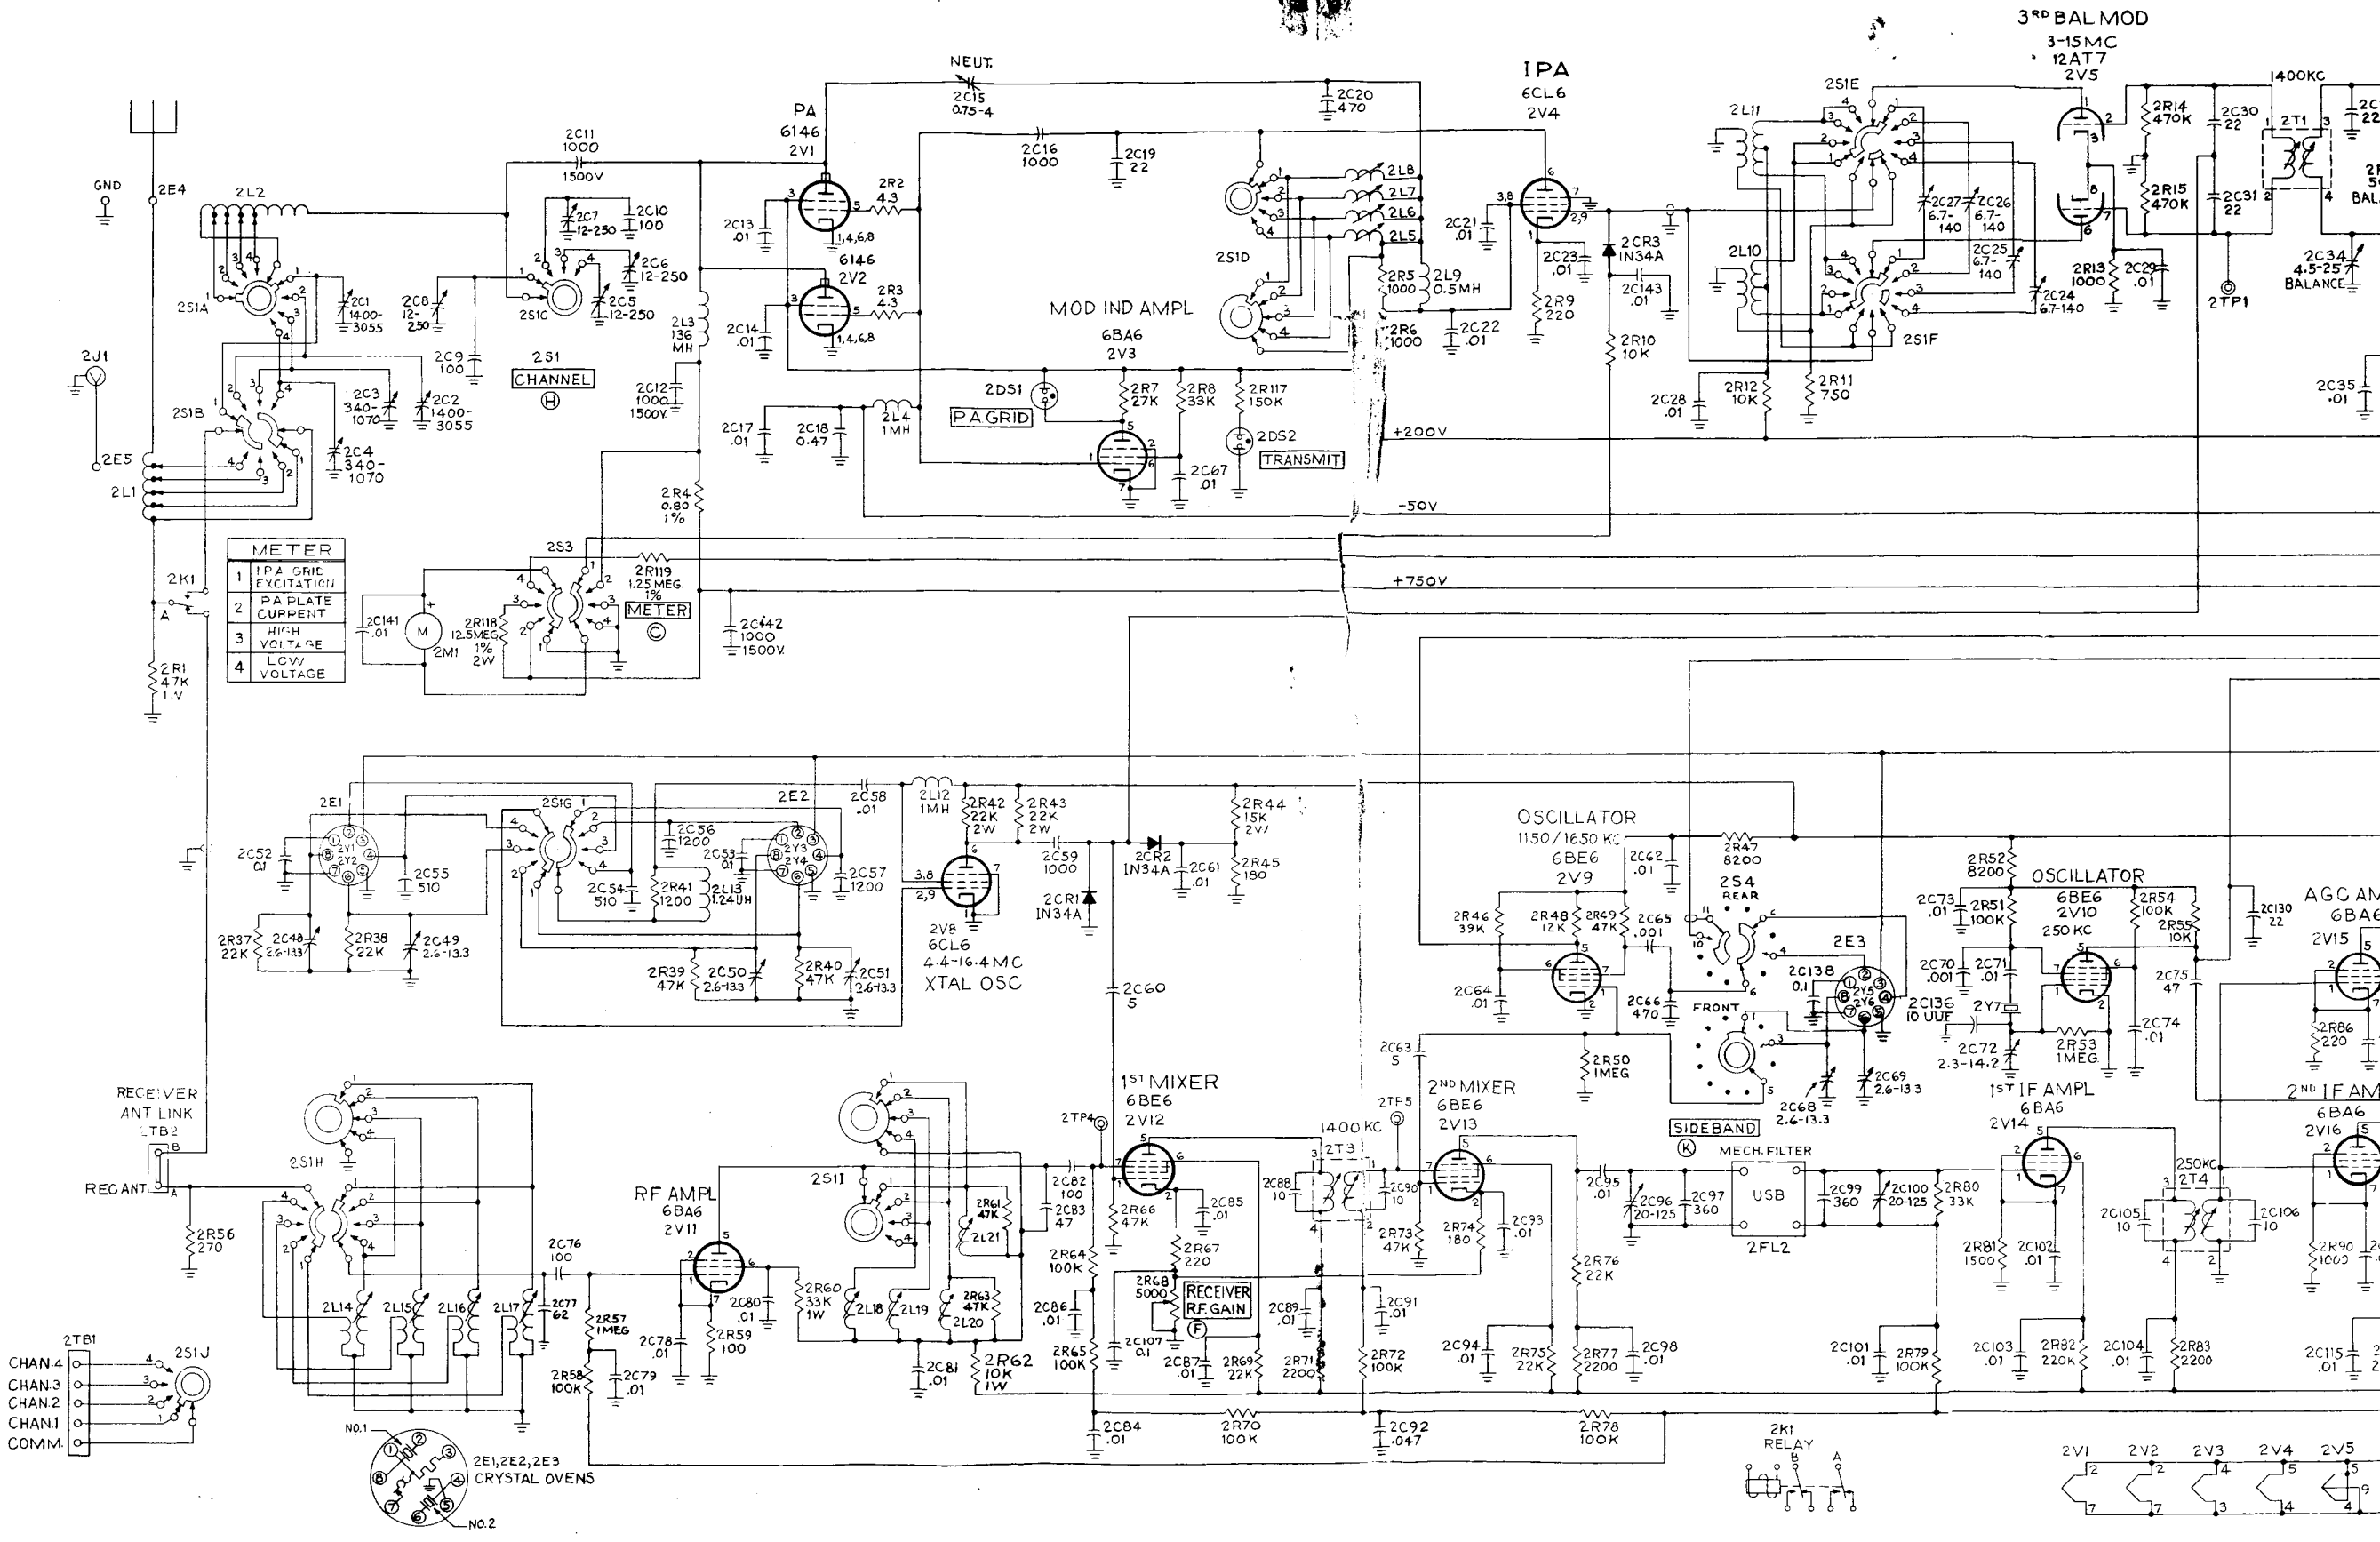 3RD BAL MOD
3-15MC
12AT7
2V5
NEUT.
2C15
0.75-4
2C20
470
IPA
6CL6
2V4
2S1E
2L11
1400KC
2R14
470K
2C30
22
2T1
PA
6146
2V1
2C11
1000
1500V
2C16
1000
2C19
22
GND
2E4
2L2
2R2
4.3
2L8
2L7
2L6
2L5
2R15
470K
2C31
22
2C7
12-250
2C10
100
2C13
.01
1,4,6,8
6146
2V2
2C21
.01
3,8
2,9
2C27
6.7-
140
2C26
6.7-
140
2C6
12-250
2S1D
2C23
.01
2CR3
1N34A
2L10
2C25
6.7-
140
2R13
1000
2C29
.01
2C34
4.5-25
BALANCE
2S1A
2C1
1400-
3055
2C8
12-
250
2S1C
2C5
12-250
2R3
4.3
2R5
1000
2L9
0.5MH
2C143
.01
2C24
6.7-140
2TP1
2L3
136
MH
2C14
.01
1,4,6,8
MOD IND AMPL
6BA6
2V3
2R6
1000
2C22
.01
2R9
220
2R10
10K
2S1F
2J1
2C9
100
2S1
CHANNEL
H
2C12
1000
1500V
2DS1
PA GRID
2R7
27K
2R8
33K
2R117
150K
2C28
.01
2R12
10K
2R11
750
2C35
.01
2S1B
2C3
340-
1070
2C2
1400-
3055
2C17
.01
2C18
0.47
2L4
1MH
2DS2
TRANSMIT
+200V
2E5
2L1
2C4
340-
1070
2C67
.01
2R4
0.80
1%
-50V
METER
1 IPA GRID EXCITATION
2 PA PLATE CURRENT
3 HIGH VOLTAGE
4 LOW VOLTAGE
2K1
A
2S3
2R119
1.25 MEG.
1%
METER
C
+750V
2C141
.01
M
2M1
2R118
12.5MEG
1%
2W
2C142
1000
1500V
2R1
47K
2E1
2S1G
2E2
2C58
.01
2L12
1MH
2R42
22K
2W
2R43
22K
2W
2R44
15K
OSCILLATOR
1150/1650 KC
6BE6
2V9
2C62
.01
2R47
8200
2C52
2Y1
2Y2
2C55
510
2C56
1200
2C53
2Y3
2Y4
2C57
1200
3,8
2,9
2C59
1000
2CR2
1N34A
2C61
.01
2R45
180
2S4
REAR
2R52
8200
OSCILLATOR
6BE6
2V10
250 KC
2C54
510
2R41
1200
2L13
1.24UH
2CR1
1N34A
2R46
39K
2R48
12K
2R49
47K
2C65
.001
2C73
.01
2R51
100K
2R54
100K
2R55
10K
2C130
22
6BA6
2V15
2R37
22K
2C48
2.6-13.3
2R38
22K
2C49
2.6-13.3
2V8
6CL6
4.4-16.4MC
XTAL OSC
2E3
2R39
47K
2C50
2.6-13.3
2R40
47K
2C51
2.6-13.3
2C60
5
2C64
.01
2C66
470
2C138
0.1
2Y5
2Y6
2C70
.001
2C71
.01
2C75
47
FRONT
2C136
10 UUF
2Y7
2C74
.01
2R86
220
2C63
5
2R50
1MEG
2C72
2.3-14.2
2R53
1MEG
2C68
2.6-13.3
2C69
2.6-13.3
RECEIVER
ANT LINK
2TB2
B
A
REC ANT.
1ST MIXER
6BE6
2V12
2TP4
2ND MIXER
6BE6
2V13
2TP5
SIDEBAND
K
1ST IF AMPL
6BA6
2V14
6BA6
2V16
2S1H
RF AMPL
6BA6
2V11
2S1I
2C82
100
2C83
47
1400KC
2T3
MECH. FILTER
USB
2FL2
250KC
2T4
2R61
47K
2L21
2R66
47K
2C85
.01
2C88
10
2C90
10
2C95
.01
2C96
20-125
2C97
360
2C99
360
2C100
20-125
2R80
33K
2C105
10
2C106
10
2R56
270
2C76
100
2R64
100K
2R67
220
2R73
47K
2R74
180
2C93
.01
2R76
22K
2R81
1500
2C102
.01
2R90
1000
2L14
2L15
2L16
2L17
2C77
62
2R57
1MEG
2C80
.01
2R60
33K
1W
2L18
2L19
2L20
2R63
47K
2C86
.01
2R68
5000
RECEIVER
R.F. GAIN
F
2C89
.01
2C91
.01
2TB1
CHAN.4
CHAN.3
CHAN.2
CHAN.1
COMM.
2S1J
2C78
.01
2R59
100
2R58
100K
2C79
.01
2C81
.01
2R62
10K
1W
2R65
100K
2C107
0.1
2C87
.01
2R69
22K
2R71
2200
2R72
100K
2C94
.01
2R75
22K
2R77
2200
2C98
.01
2C101
.01
2R79
100K
2C103
.01
2R82
220K
2C104
.01
2R83
2200
2C115
.01
2C84
.01
2R70
100K
2C92
.047
2R78
100K
NO.1
2E1,2E2,2E3
CRYSTAL OVENS
NO.2
2K1
RELAY
B
A
2V1
2V2
2V3
2V4
2V5